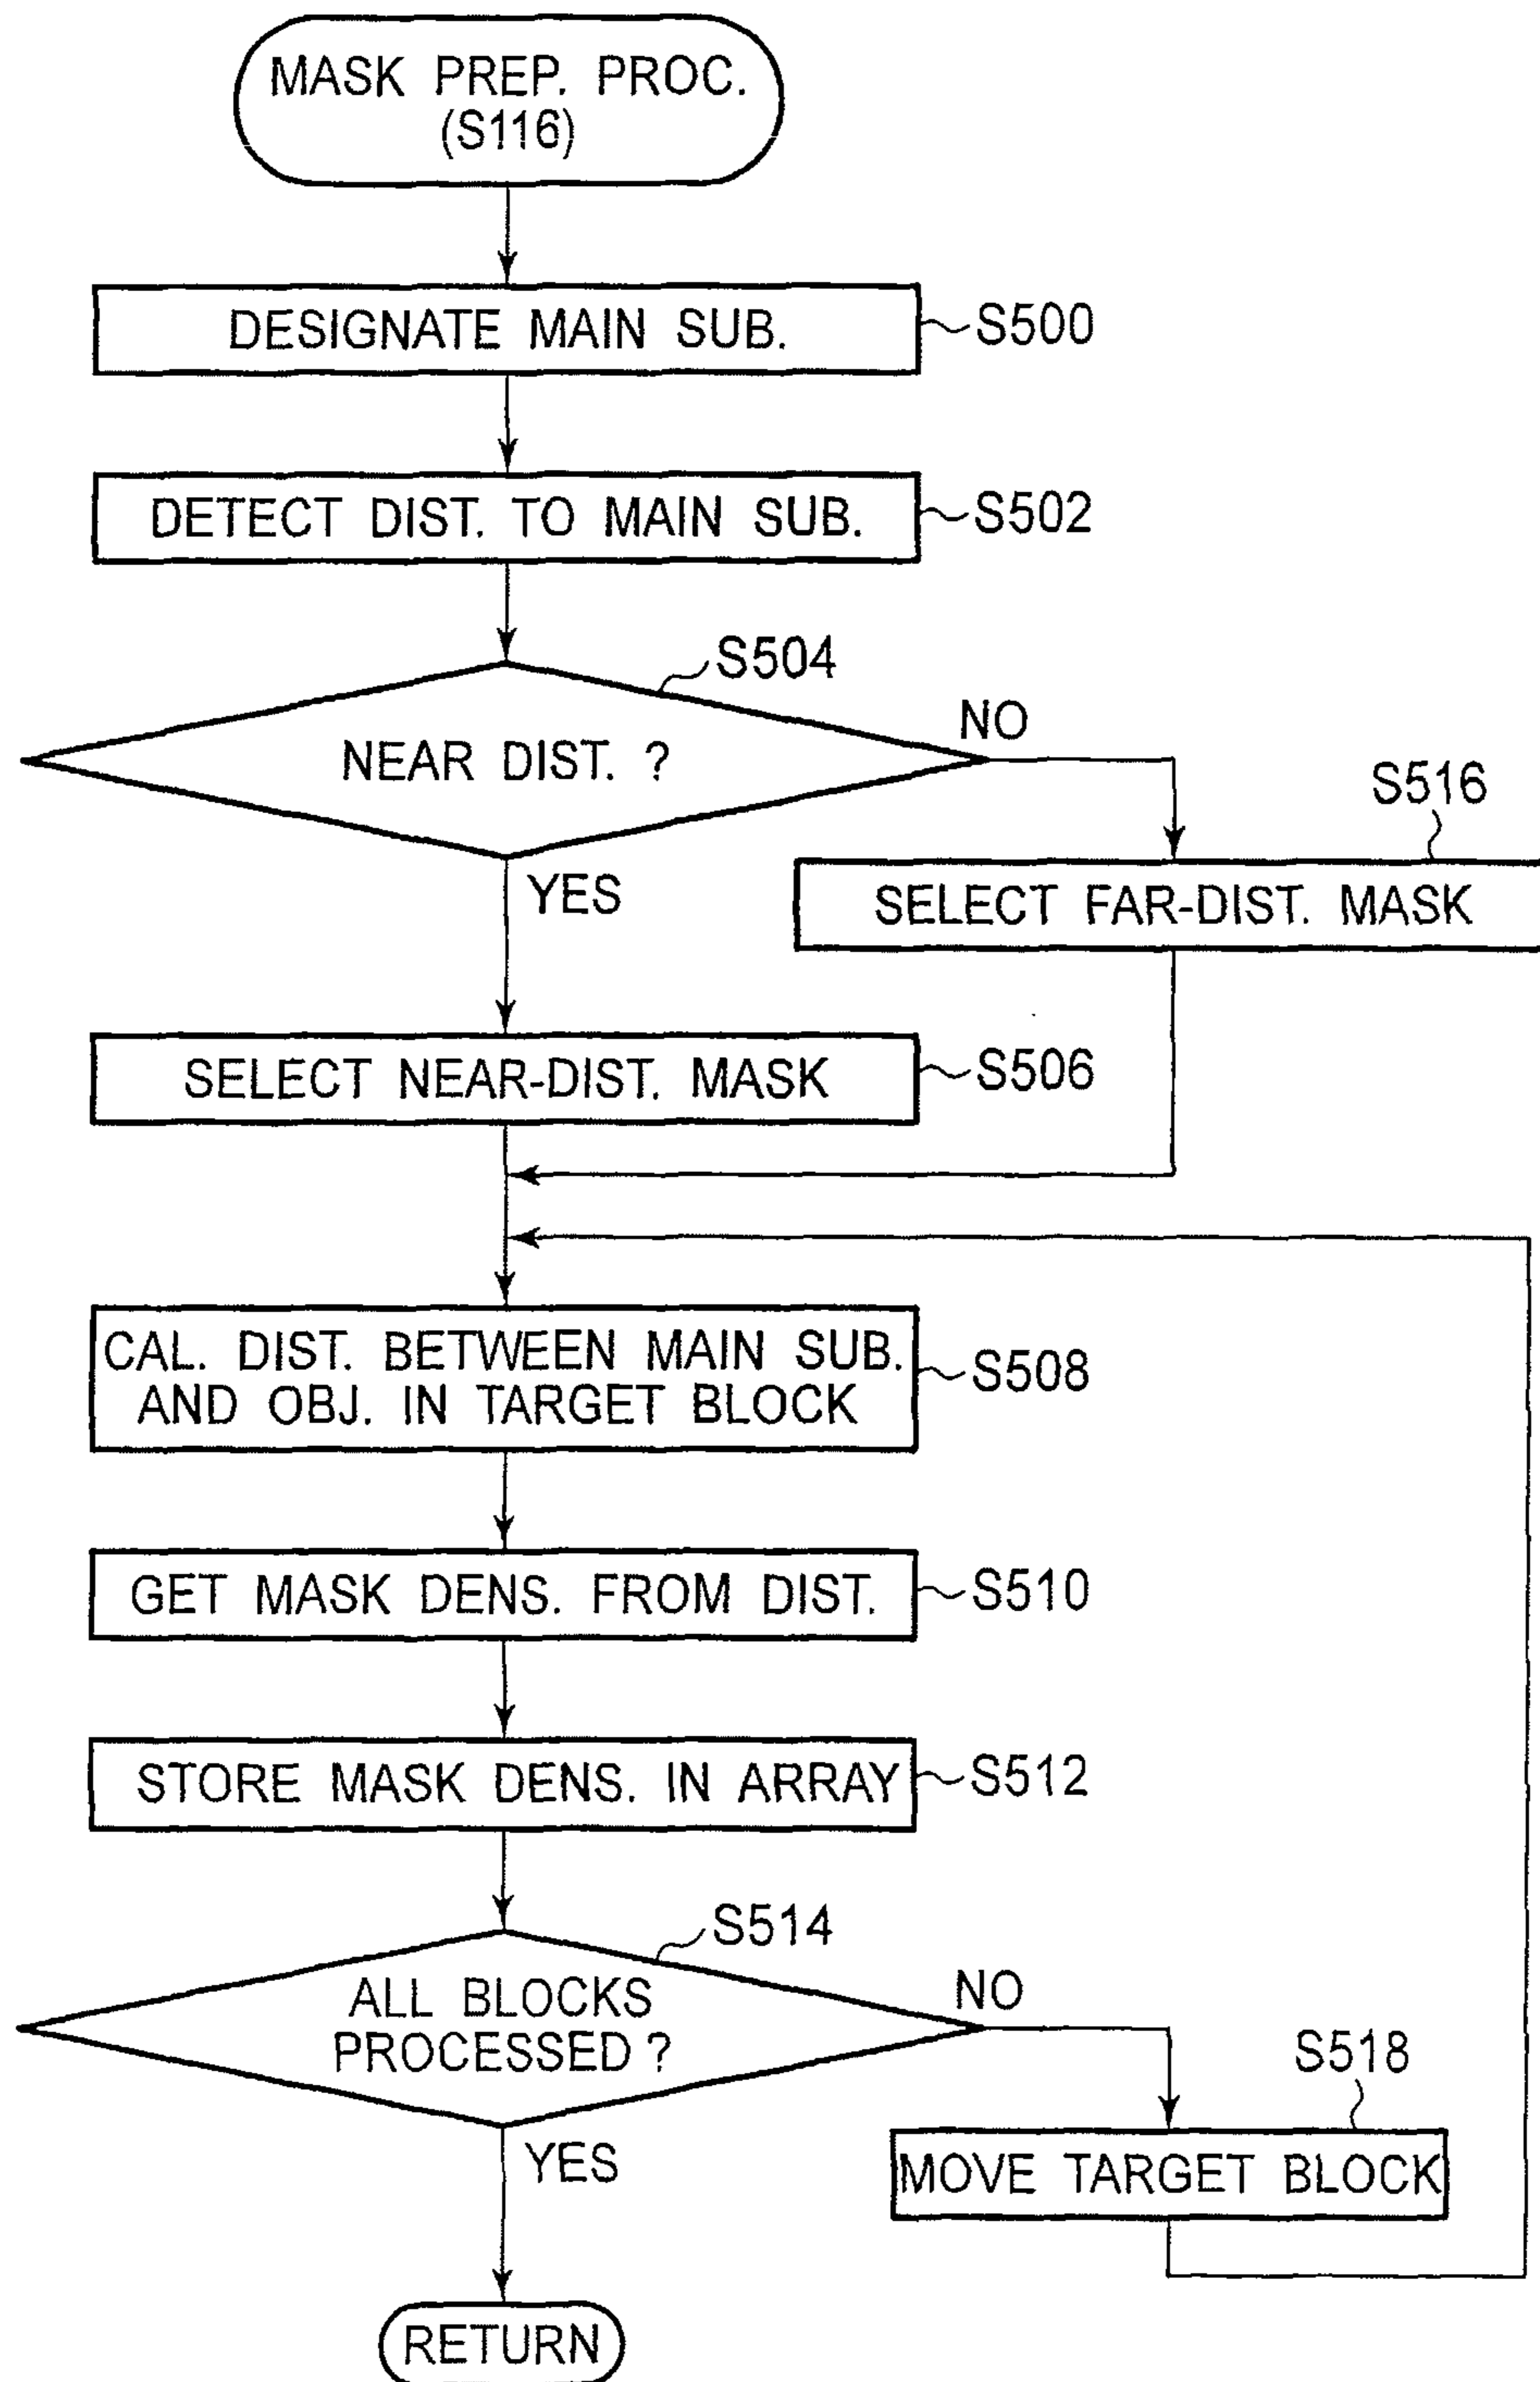 MASK PREP. PROC.
(S116)
DESIGNATE MAIN SUB.
S500
DETECT DIST. TO MAIN SUB.
S502
S504
NEAR DIST. ?
NO
YES
S516
SELECT FAR-DIST. MASK
SELECT NEAR-DIST. MASK
S506
CAL. DIST. BETWEEN MAIN SUB.
AND OBJ. IN TARGET BLOCK
S508
GET MASK DENS. FROM DIST.
S510
STORE MASK DENS. IN ARRAY
S512
S514
ALL BLOCKS
PROCESSED ?
NO
YES
S518
MOVE TARGET BLOCK
RETURN